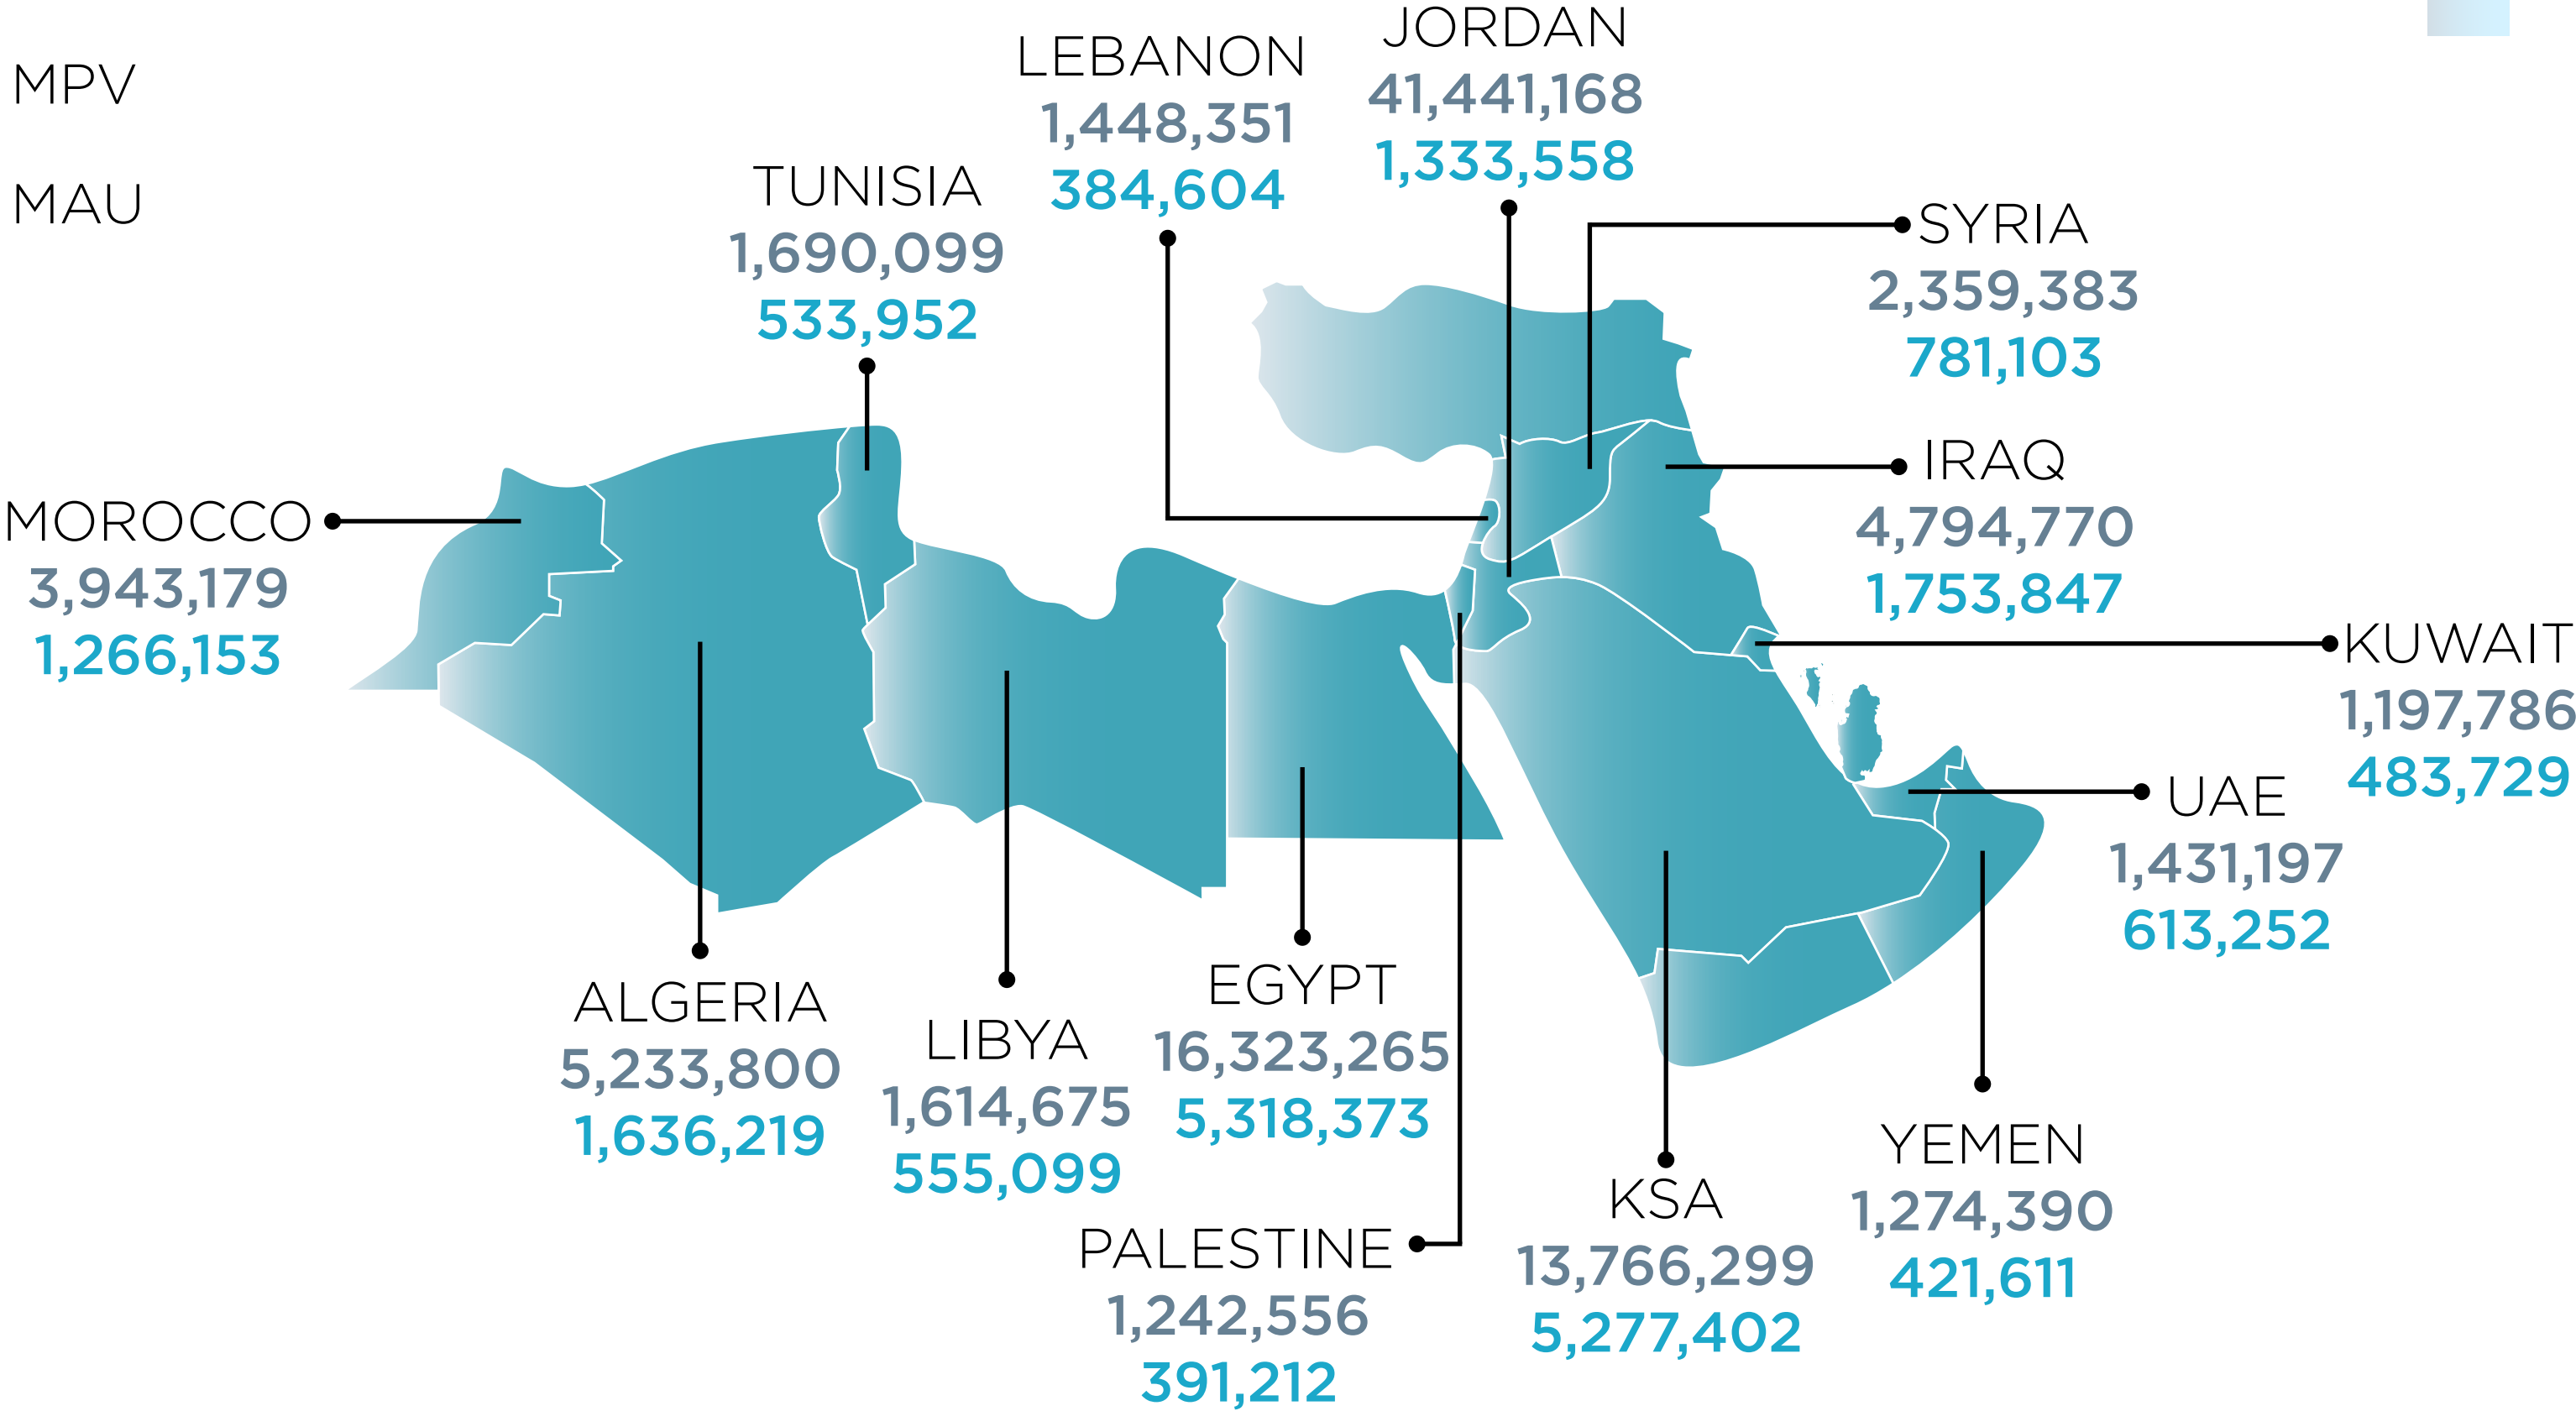 MPV
MAU
MOROCCO
3,943,179
1,266,153
TUNISIA
1,690,099
533,952
LEBANON
1,448,351
384,604
JORDAN
41,441,168
1,333,558
SYRIA
2,359,383
781,103
IRAQ
4,794,770
1,753,847
KUWAIT
1,197,786
483,729
UAE
1,431,197
613,252
ALGERIA
5,233,800
1,636,219
LIBYA
1,614,675
555,099
EGYPT
16,323,265
5,318,373
PALESTINE
1,242,556
391,212
KSA
13,766,299
5,277,402
YEMEN
1,274,390
421,611